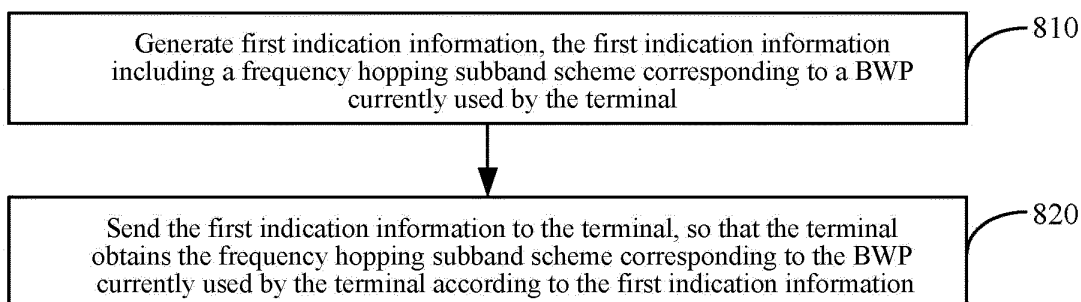 Generate first indication information, the first indication information
including a frequency hopping subband scheme corresponding to a BWP
currently used by the terminal
810
Send the first indication information to the terminal, so that the terminal
obtains the frequency hopping subband scheme corresponding to the BWP
currently used by the terminal according to the first indication information
820